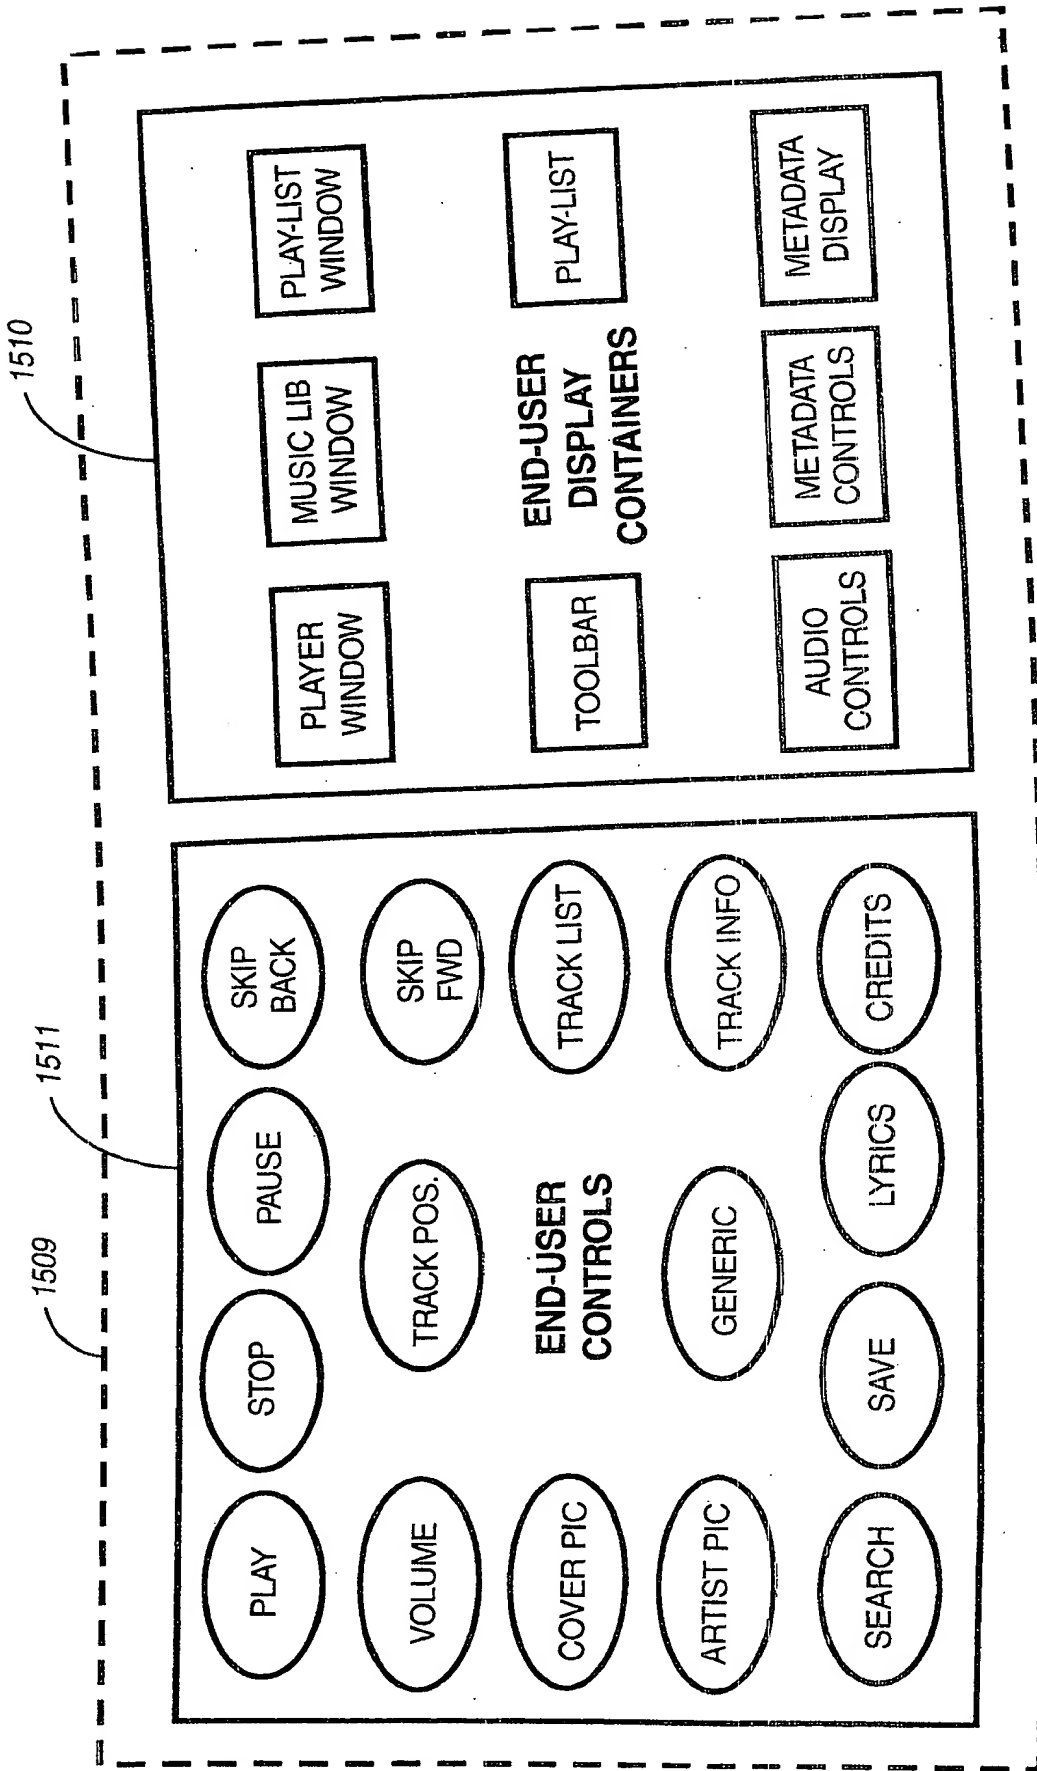 1509
1511
1510
PLAY
STOP
PAUSE
SKIP
BACK
VOLUME
TRACK POS.
SKIP
FWD
COVER PIC
END-USER
CONTROLS
TRACK LIST
ARTIST PIC
GENERIC
TRACK INFO
SEARCH
SAVE
LYRICS
CREDITS
PLAYER
WINDOW
MUSIC LIB
WINDOW
PLAY-LIST
WINDOW
TOOLBAR
END-USER
DISPLAY
CONTAINERS
PLAY-LIST
AUDIO
CONTROLS
METADATA
CONTROLS
METADATA
DISPLAY